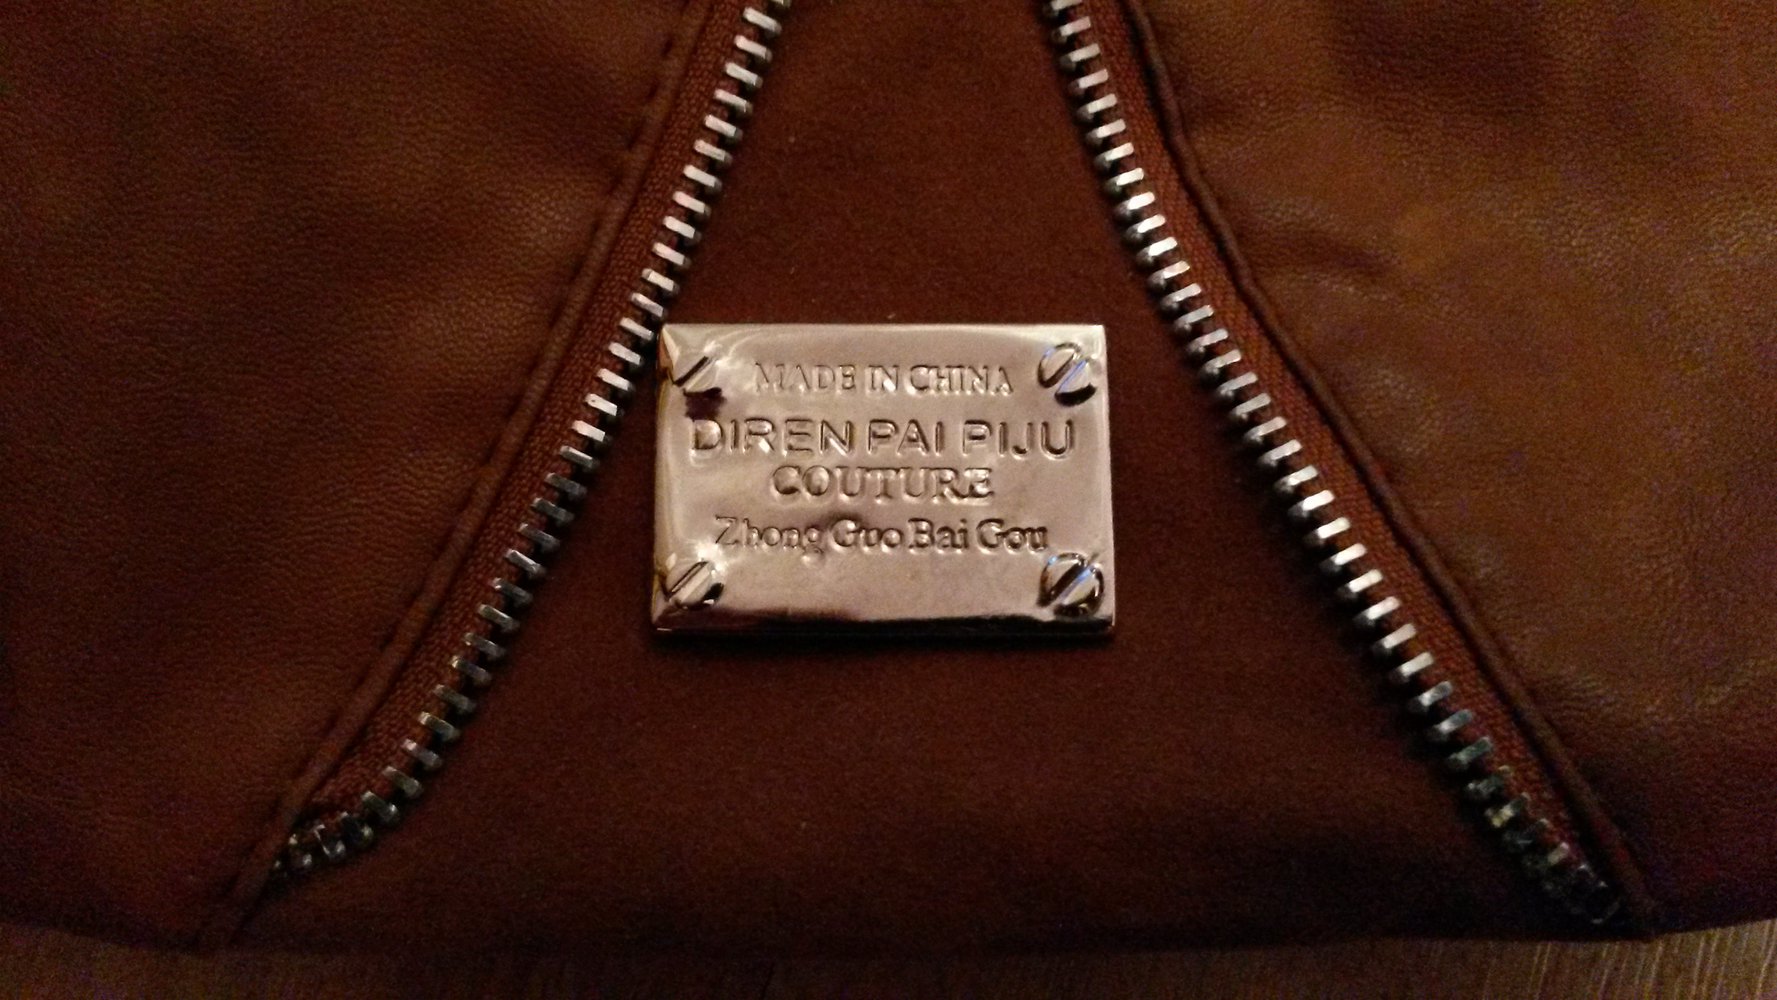 MADE IN CHINA
DIREN PAI PIJU
COUTURE
Zhong Guo Bai Gou